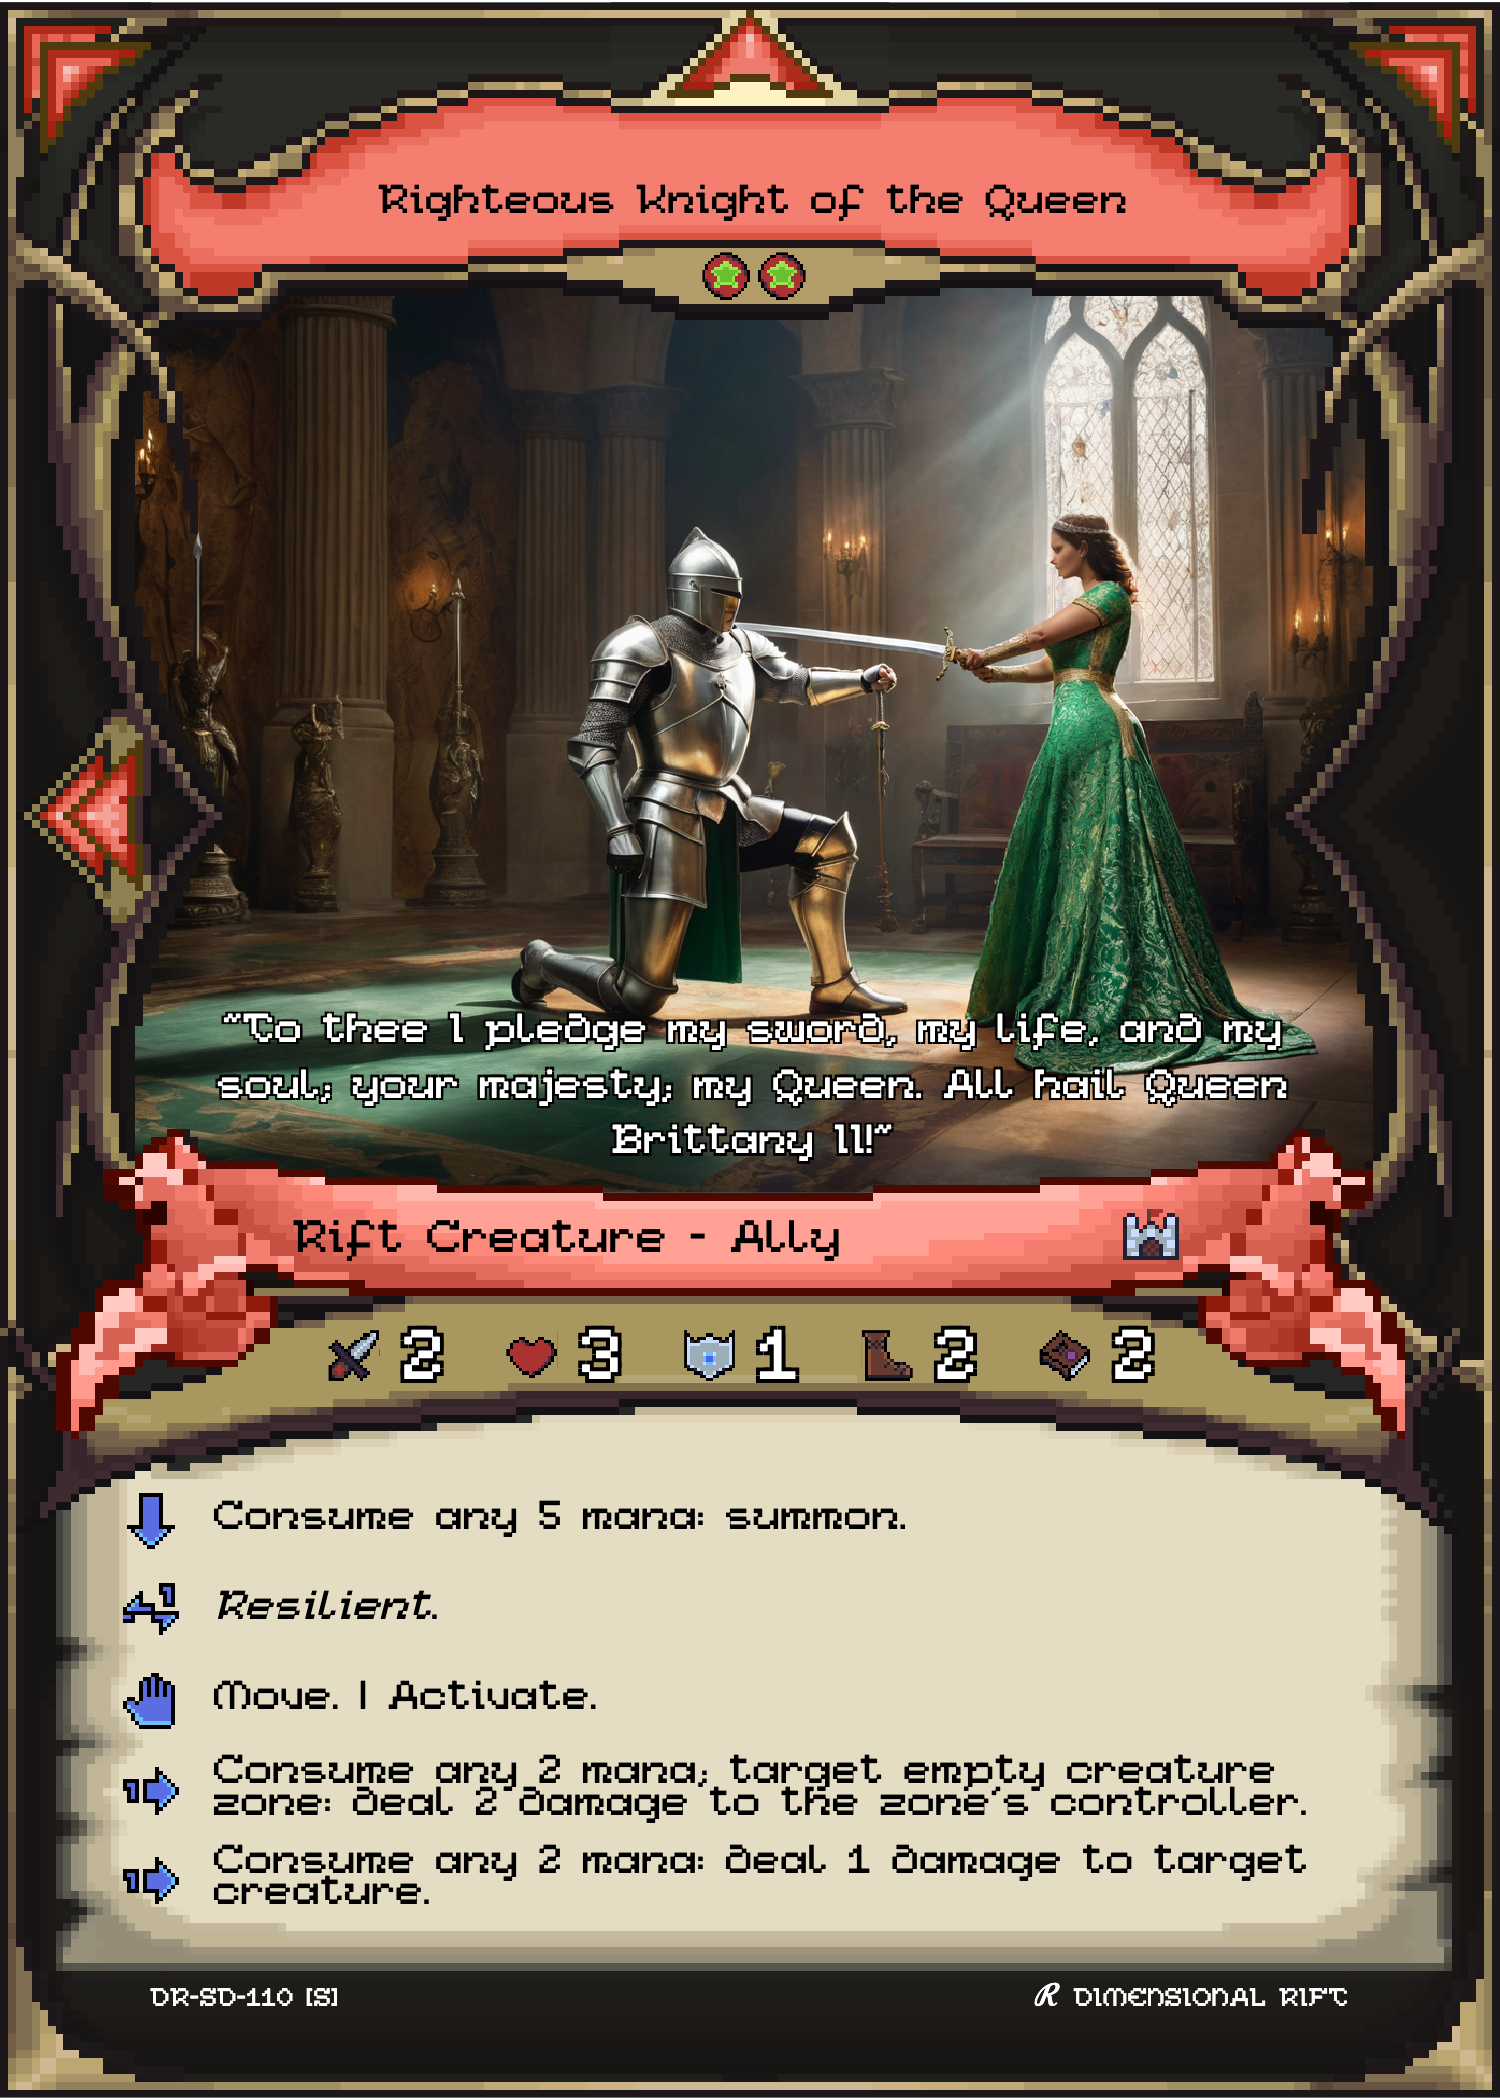 Righteous Knight of the Queen
"To thee I pledge my sword, my life, and my
soul; your majesty; my Queen. All hail Queen
Brittany II!"
Rift Creature - Ally
2 3 1 2 2
Consume any 5 mana: summon.
Resilient.
Move. | Activate.
1 Consume any 2 mana; target empty creature
zone: deal 2 damage to the zone's controller.
1 Consume any 2 mana: deal 1 damage to target
creature.
DR-SD-110 [S]
R DIMENSIONAL RIFT